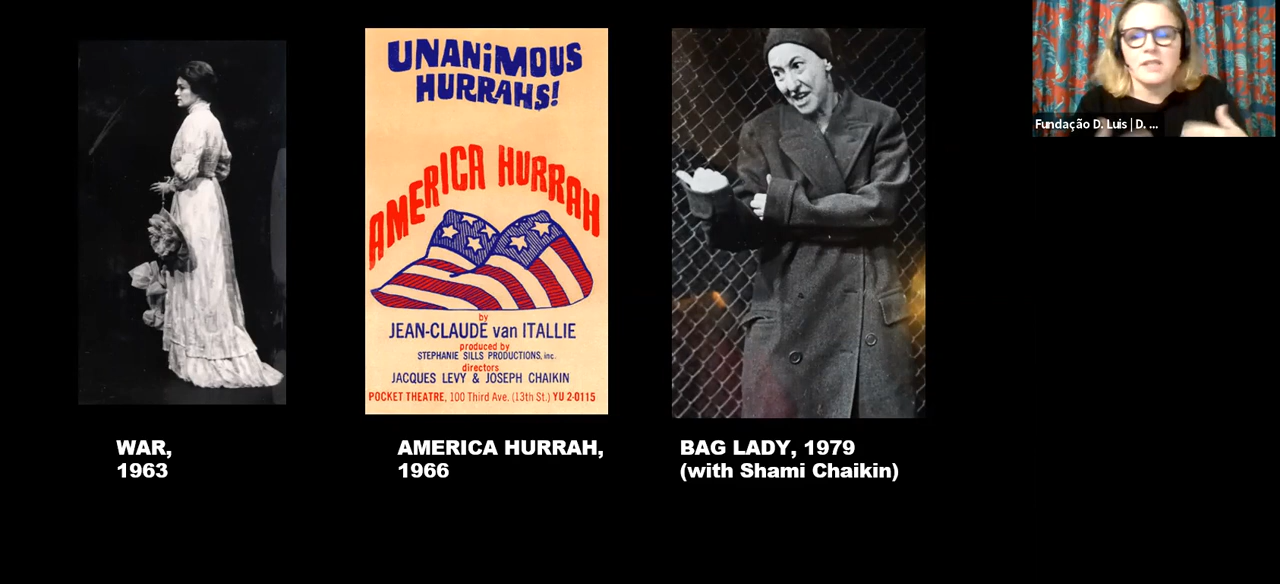 UNANiMOUS
HURRAHS!
AMERICA HURRAH
by
JEAN-CLAUDE van ITALLIE
produced by
STEPHANIE SILLS PRODUCTIONS, inc.
directors
JACQUES LEVY & JOSEPH CHAIKIN
POCKET THEATRE, 100 Third Ave. (13th St.) YU 2-0115
WAR,
1963
AMERICA HURRAH,
1966
BAG LADY, 1979
(with Shami Chaikin)
Fundação D. Luis | D. ...